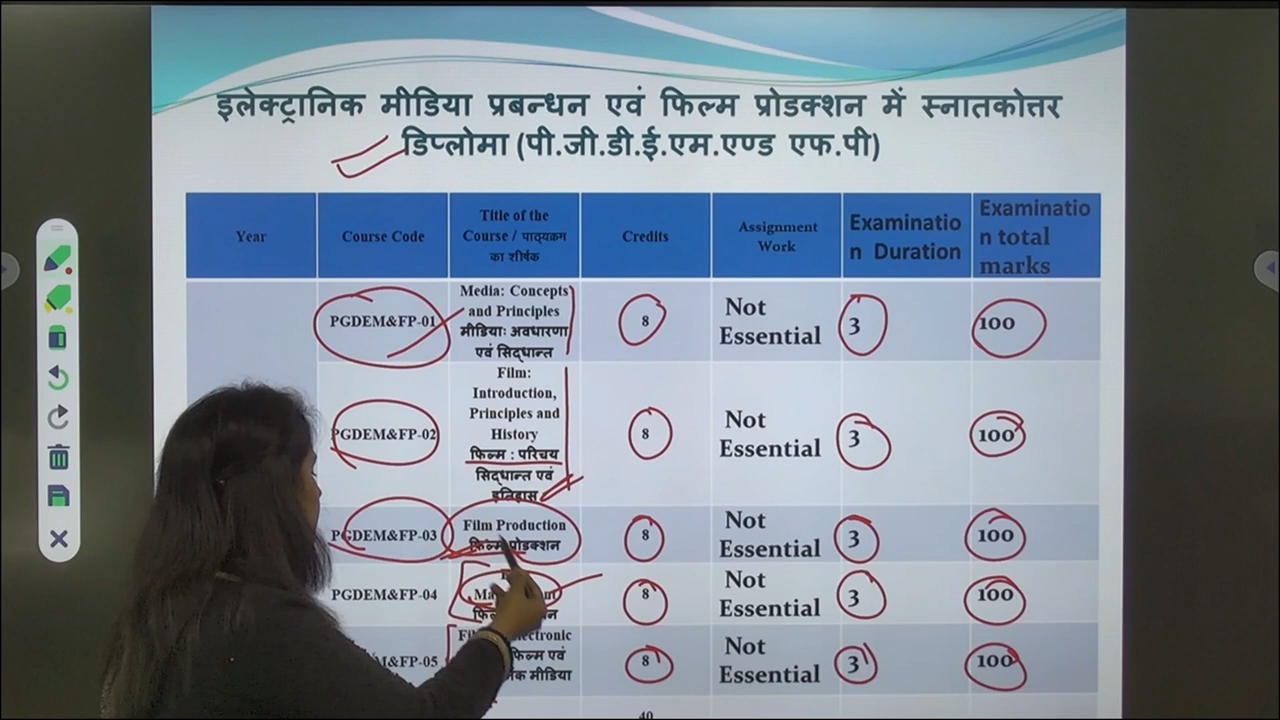 इलेक्ट्रानिक मीडिया प्रबन्धन एवं फिल्म प्रोडक्शन में स्नातकोत्तर
डिप्लोमा (पी.जी.डी.ई.एम.एण्ड एफ.पी)
Year
Course Code
Title of the
Course / पाठ्यक्रम
का शीर्षक
Credits
Assignment
Work
Examinatio
n Duration
Examinatio
n total
marks
PGDEM&FP-01
Media: Concepts
and Principles
मीडियाः अवधारणा
एवं सिद्धान्त
8
Not
Essential
3
100
PGDEM&FP-02
Film:
Introduction,
Principles and
History
फिल्म : परिचय
सिद्धान्त एवं
इतिहास
8
Not
Essential
3
100
PGDEM&FP-03
Film Production
फिल्म प्रोडक्शन
8
Not
Essential
3
100
PGDEM&FP-04
8
Not
Essential
3
100
M&FP-05
फिल्म एवं
मीडिया
8
Not
Essential
3
100
40